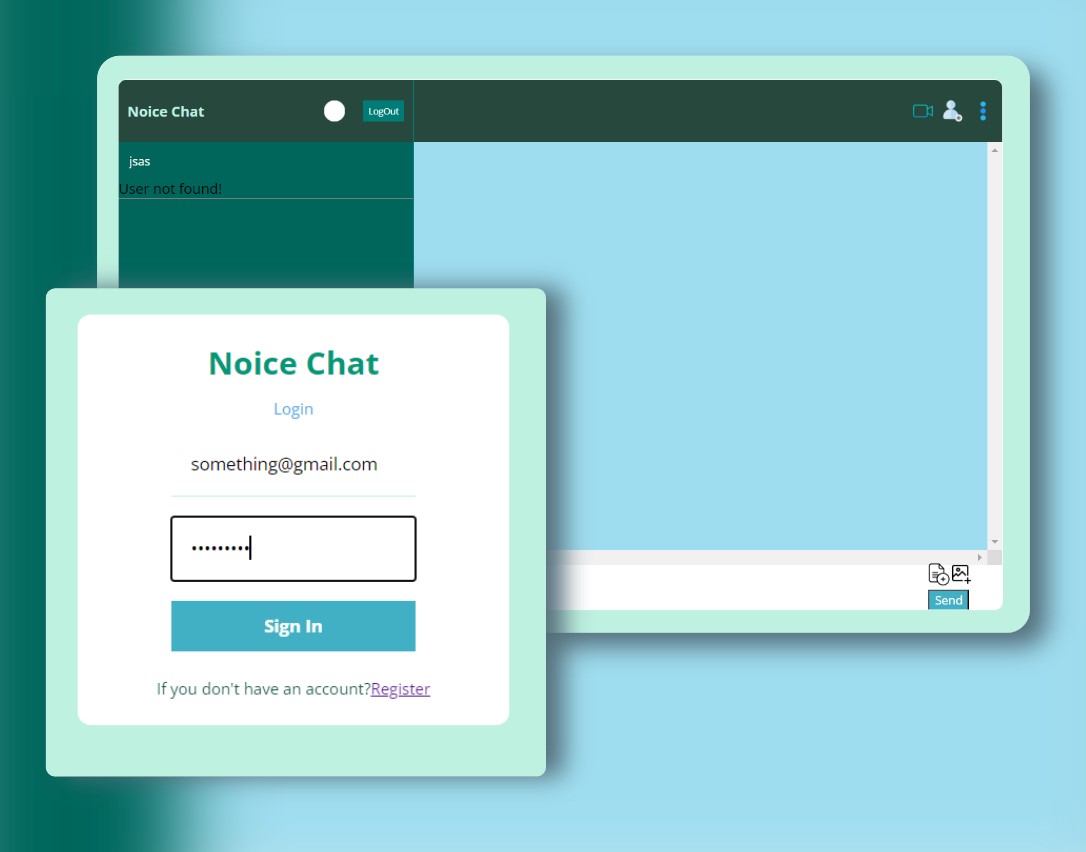 Noice Chat
LogOut
jsas
User not found!
Noice Chat
Login
something@gmail.com
•••••••••
Sign In
If you don't have an account?Register
Send